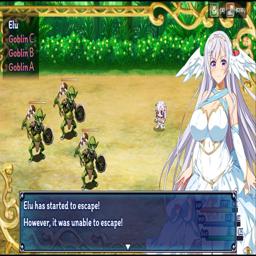 Elu
Goblin C
Goblin B
Goblin A
Elu has started to escape!
However, it was unable to escape!